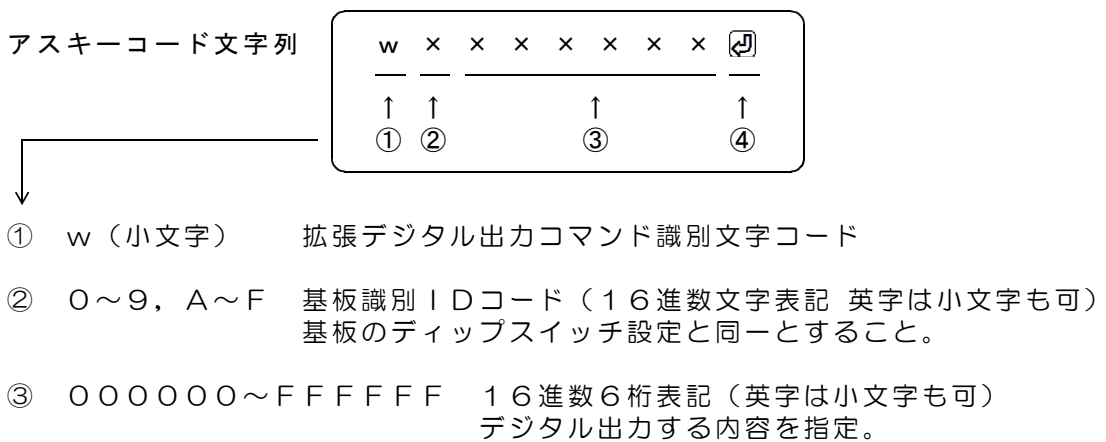 アスキーコード文字列
w × × × × × × × ⏎
↑ ↑ ↑ ↑
① ② ③ ④
① w（小文字） 拡張デジタル出力コマンド識別文字コード
② ０～９，Ａ～Ｆ 基板識別ＩＤコード（１６進数文字表記 英字は小文字も可）
基板のディップスイッチ設定と同一とすること。
③ ００００００～ＦＦＦＦＦＦ １６進数６桁表記（英字は小文字も可）
デジタル出力する内容を指定。